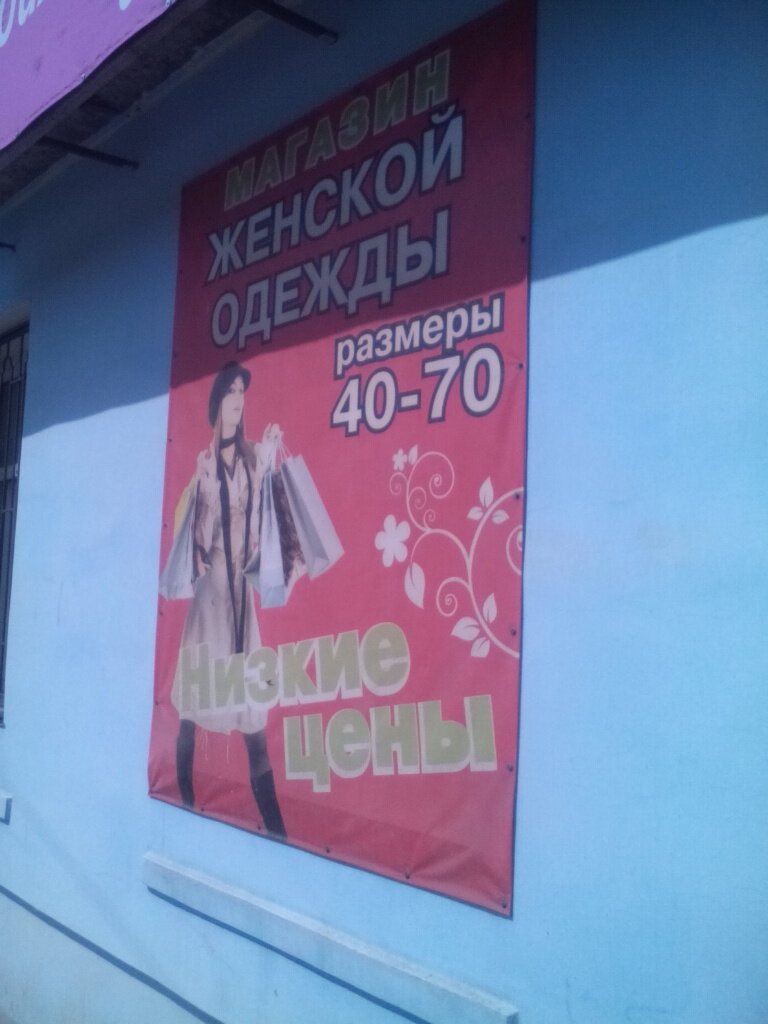 МАГАЗИН
ЖЕНСКОЙ
ОДЕЖДЫ
размеры
40-70
Низкие
цены